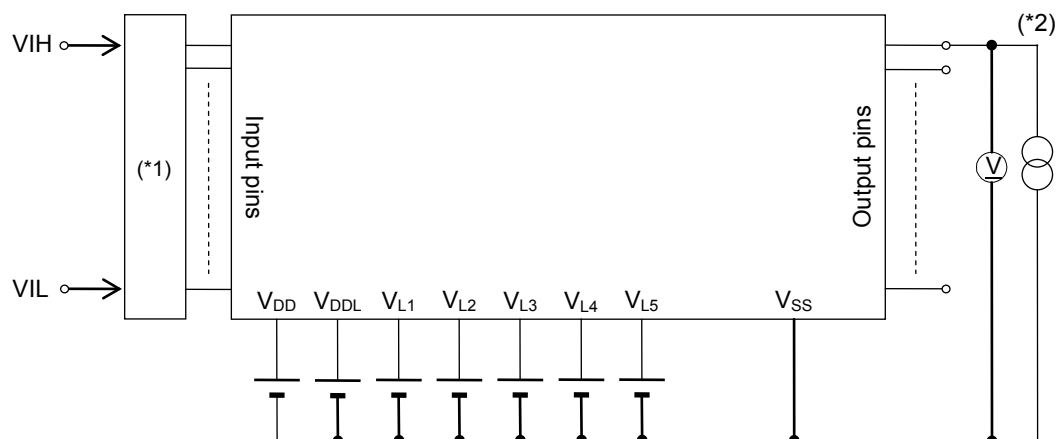 (*2)
VIH
(*1)
Input pins
Output pins
V
VIL
VDD VDDL VL1 VL2 VL3 VL4 VL5 VSS